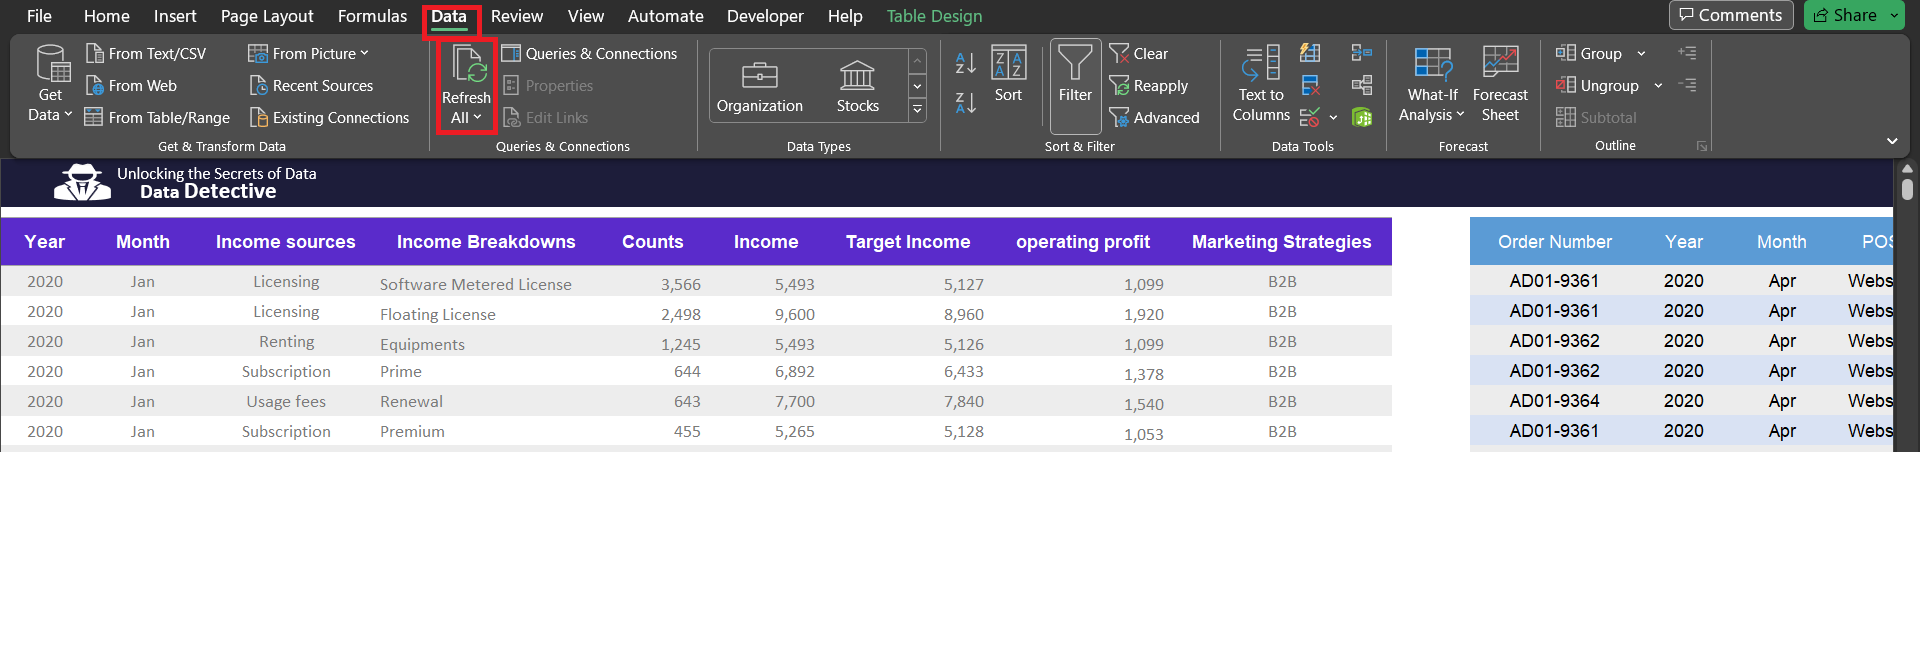 File Home Insert Page Layout Formulas Data Review View Automate Developer Help Table Design Comments Share
Get Data
From Text/CSV
From Web
From Table/Range
From Picture
Recent Sources
Existing Connections
Get & Transform Data
Refresh All
Queries & Connections
Properties
Edit Links
Queries & Connections
Organization
Stocks
Data Types
Sort
Filter
Clear
Reapply
Advanced
Sort & Filter
Text to Columns
Data Tools
What-If Analysis
Forecast Sheet
Forecast
Group
Ungroup
Subtotal
Outline
Unlocking the Secrets of Data
Data Detective
Year Month Income sources Income Breakdowns Counts Income Target Income operating profit Marketing Strategies
2020 Jan Licensing Software Metered License 3,566 5,493 5,127 1,099 B2B
2020 Jan Licensing Floating License 2,498 9,600 8,960 1,920 B2B
2020 Jan Renting Equipments 1,245 5,493 5,126 1,099 B2B
2020 Jan Subscription Prime 644 6,892 6,433 1,378 B2B
2020 Jan Usage fees Renewal 643 7,700 7,840 1,540 B2B
2020 Jan Subscription Premium 455 5,265 5,128 1,053 B2B
Order Number Year Month POS
AD01-9361 2020 Apr Webs
AD01-9361 2020 Apr Webs
AD01-9362 2020 Apr Webs
AD01-9362 2020 Apr Webs
AD01-9364 2020 Apr Webs
AD01-9361 2020 Apr Webs